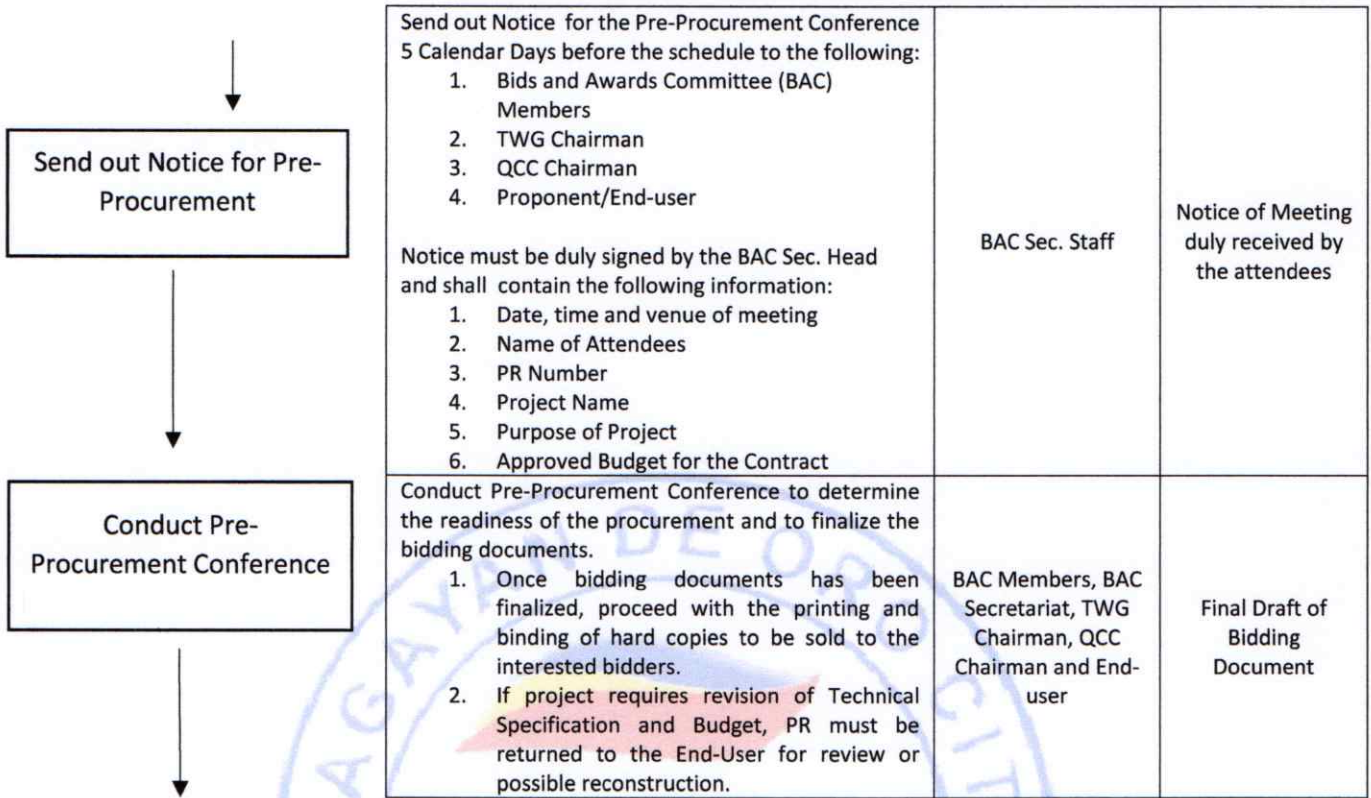 Send out Notice for Pre-
Procurement
Send out Notice for the Pre-Procurement Conference
5 Calendar Days before the schedule to the following:
1. Bids and Awards Committee (BAC)
Members
2. TWG Chairman
3. QCC Chairman
4. Proponent/End-user
Notice must be duly signed by the BAC Sec. Head
and shall contain the following information:
1. Date, time and venue of meeting
2. Name of Attendees
3. PR Number
4. Project Name
5. Purpose of Project
6. Approved Budget for the Contract
BAC Sec. Staff
Notice of Meeting
duly received by
the attendees
Conduct Pre-
Procurement Conference
Conduct Pre-Procurement Conference to determine
the readiness of the procurement and to finalize the
bidding documents.
1. Once bidding documents has been
finalized, proceed with the printing and
binding of hard copies to be sold to the
interested bidders.
2. If project requires revision of Technical
Specification and Budget, PR must be
returned to the End-User for review or
possible reconstruction.
BAC Members, BAC
Secretariat, TWG
Chairman, QCC
Chairman and End-
user
Final Draft of
Bidding
Document
AGAYAN DE ORO CIT